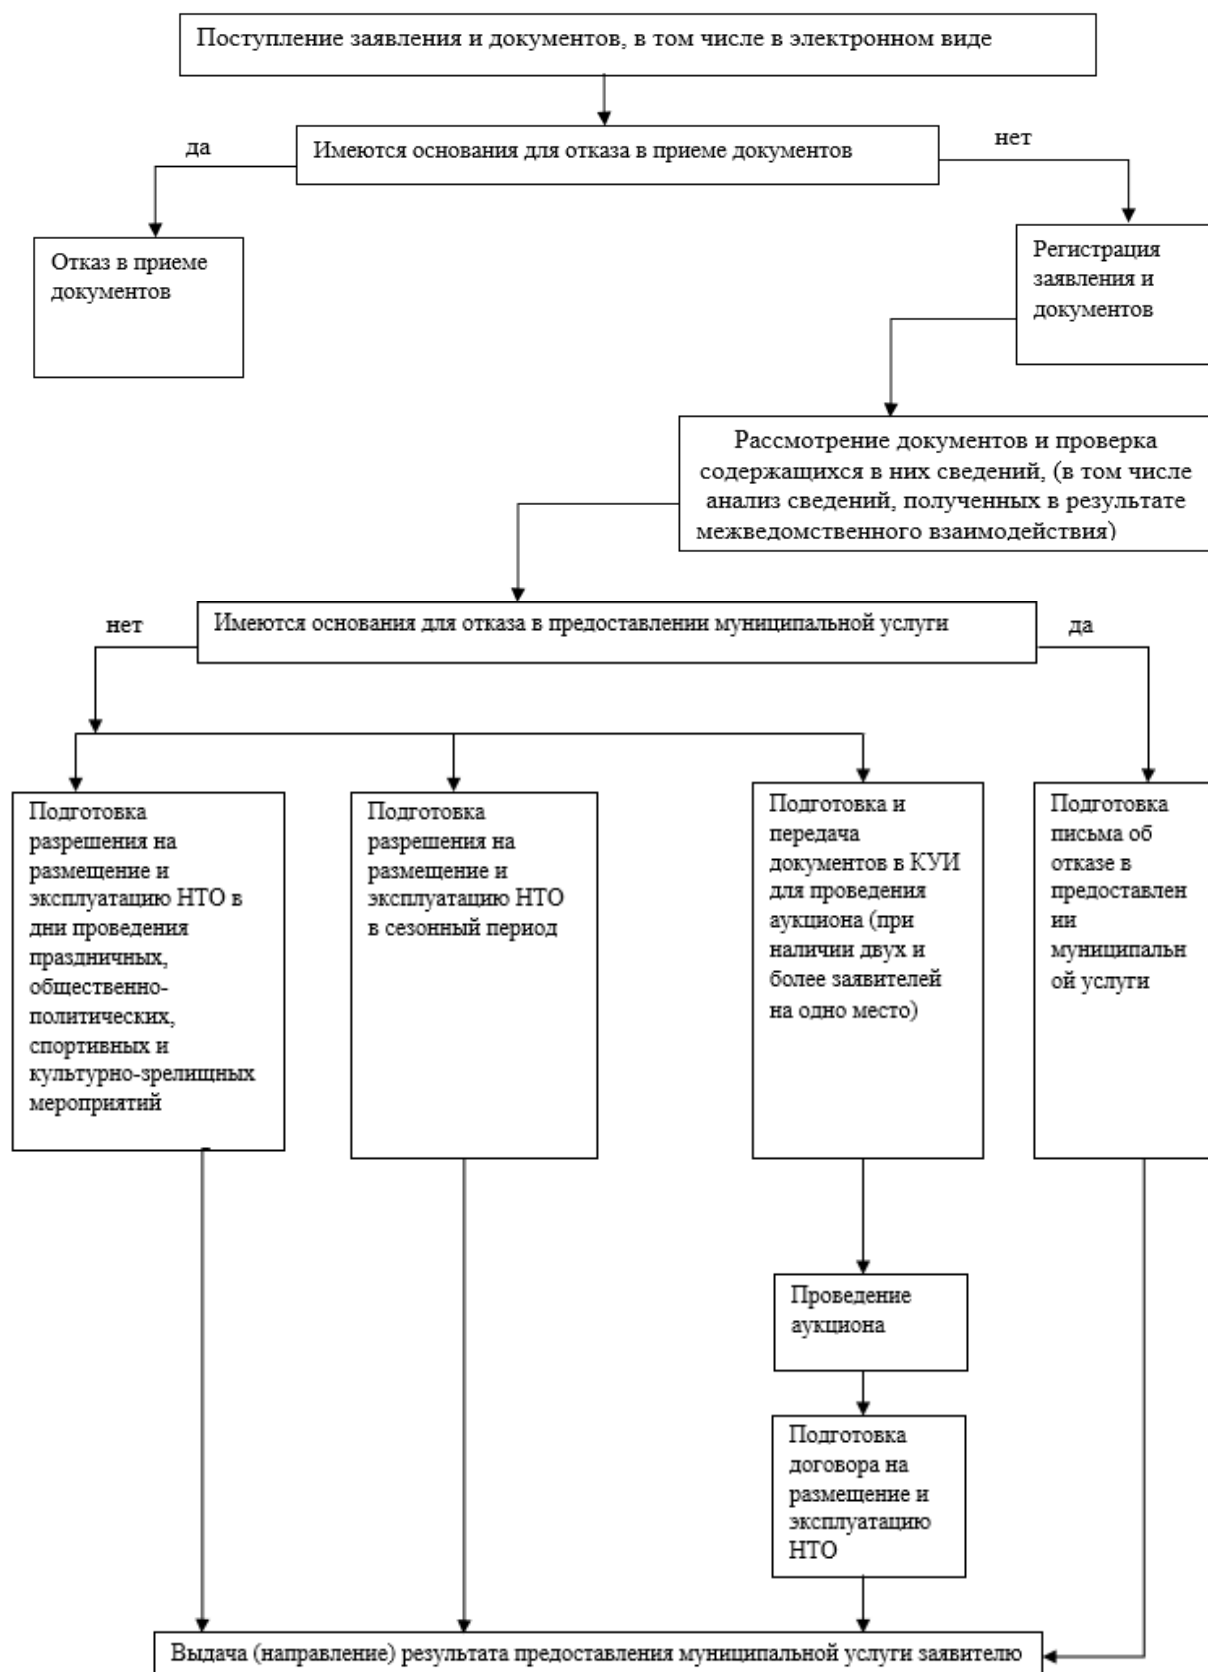 Поступление заявления и документов, в том числе в электронном виде
да
Имеются основания для отказа в приеме документов
нет
Отказ в приеме
документов
Регистрация
заявления и
документов
Рассмотрение документов и проверка
содержащихся в них сведений, (в том числе
анализ сведений, полученных в результате
межведомственного взаимодействия)
нет
Имеются основания для отказа в предоставлении муниципальной услуги
да
Подготовка
разрешения на
размещение и
эксплуатацию НТО в
дни проведения
праздничных,
общественно-
политических,
спортивных и
культурно-зрелищных
мероприятий
Подготовка
разрешения на
размещение и
эксплуатацию НТО
в сезонный период
Подготовка и
передача
документов в КУИ
для проведения
аукциона (при
наличии двух и
более заявителей
на одно место)
Подготовка
письма об
отказе в
предоставлен
ии
муниципальн
ой услуги
Проведение
аукциона
Подготовка
договора на
размещение и
эксплуатацию
НТО
Выдача (направление) результата предоставления муниципальной услуги заявителю